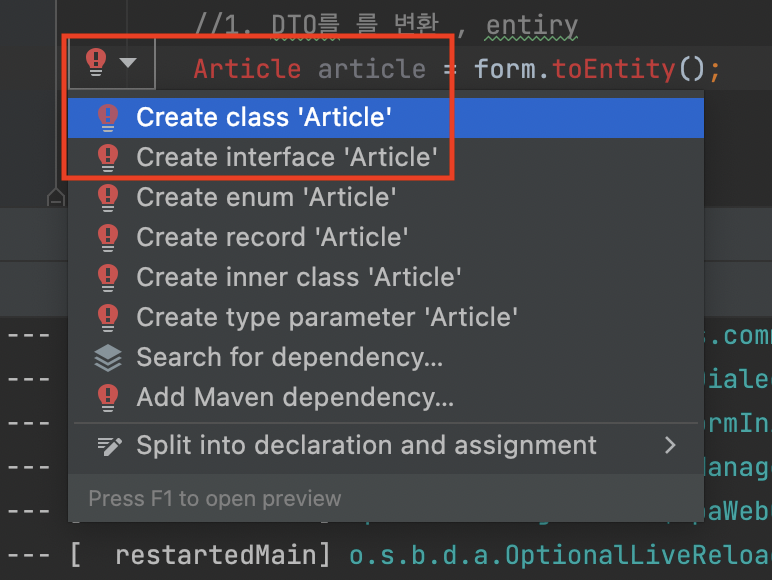 //1. DTO를 를 변환 , entiry
Article article = form.toEntity();
Create class 'Article'
Create interface 'Article'
Create enum 'Article'
Create record 'Article'
Create inner class 'Article'
Create type parameter 'Article'
--- s.com
Search for dependency...
--- Diale
Add Maven dependency...
--- ormIn
Split into declaration and assignment
--- Manag
Press F1 to open preview
--- paWeb
--- [  restartedMain] o.s.b.d.a.OptionalLiveReloa